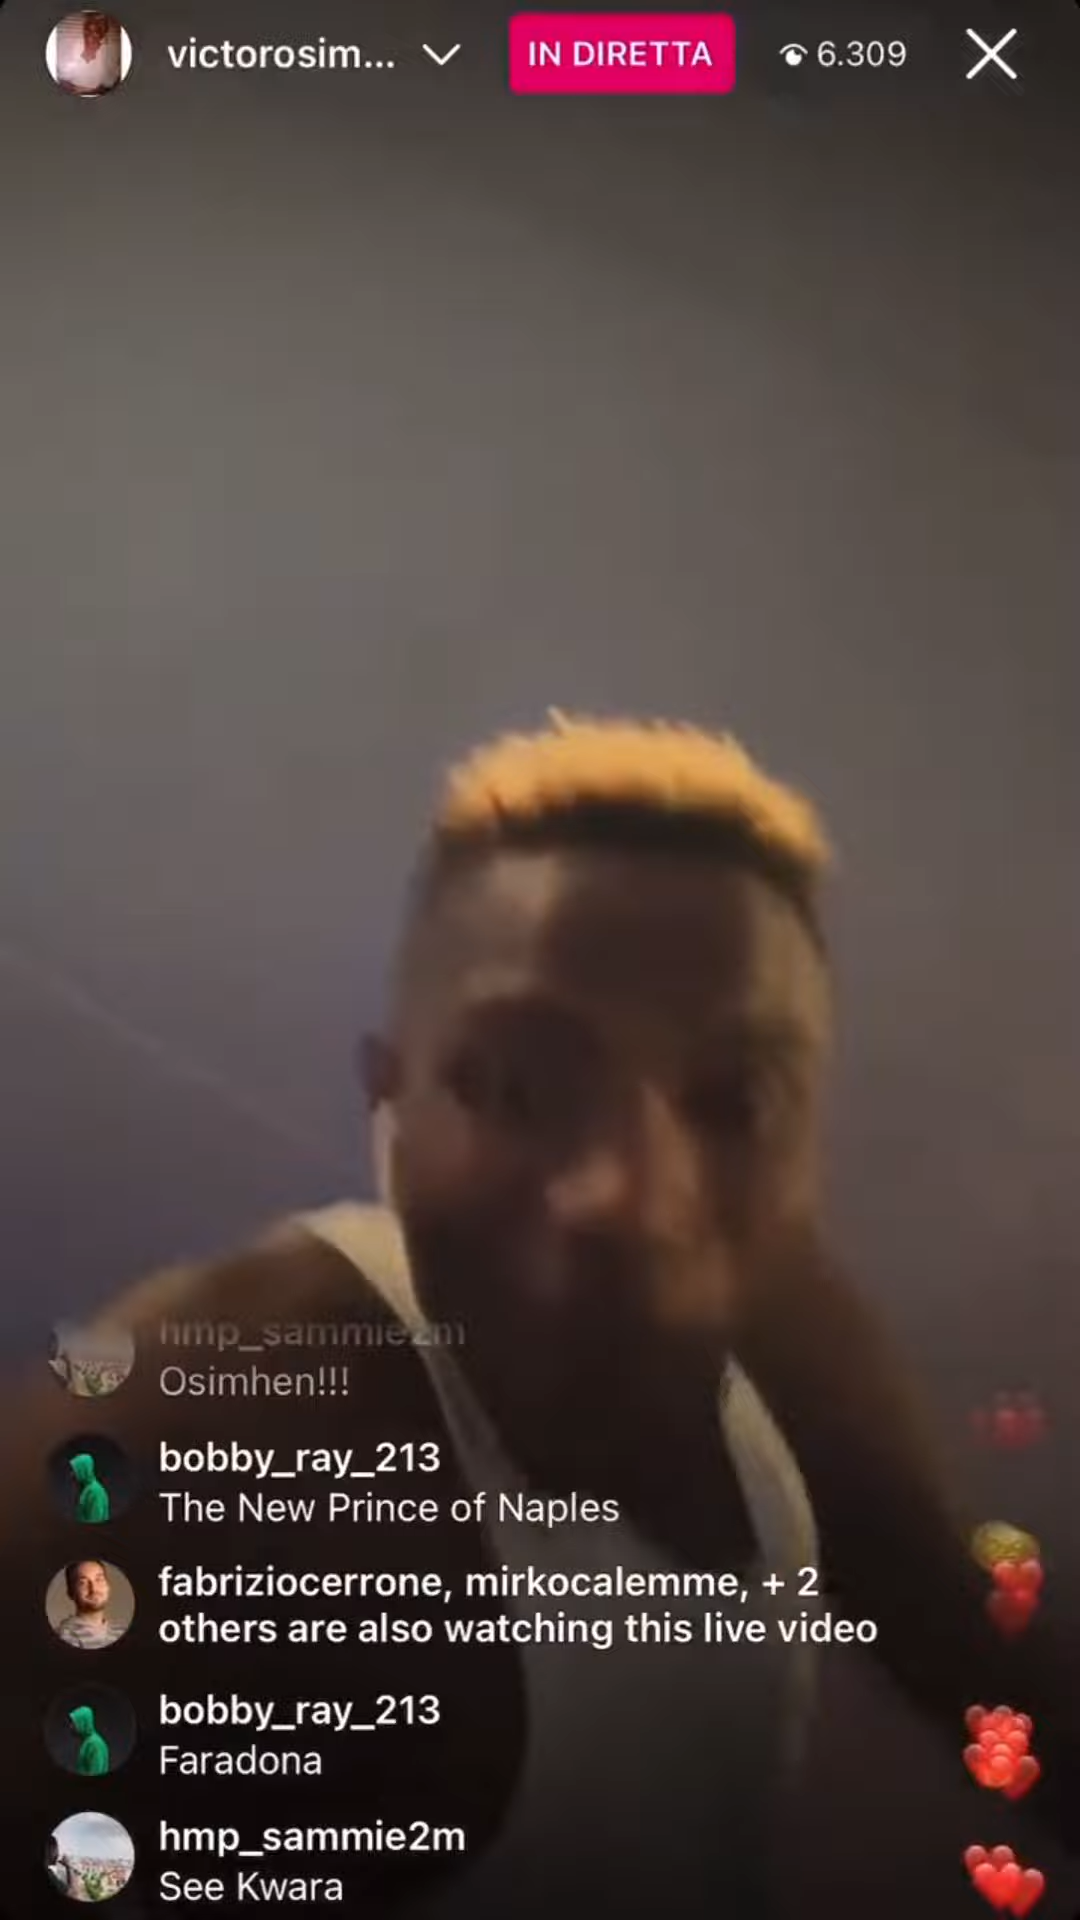 victorosim...
IN DIRETTA
6.309
hmp_sammie2m
Osimhen!!!
bobby_ray_213
The New Prince of Naples
fabriziocerrone, mirkocalemme, + 2
others are also watching this live video
bobby_ray_213
Faradona
hmp_sammie2m
See Kwara